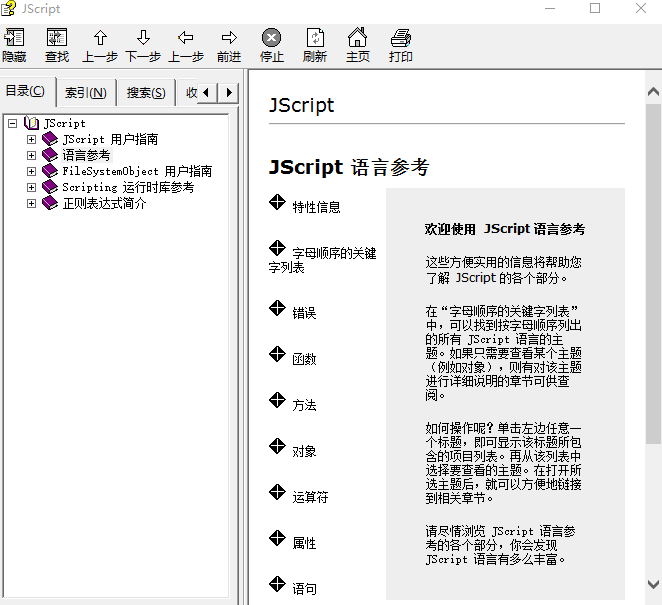 JScript
隐藏 查找 上一步 下一步 上一步 前进 停止 刷新 主页 打印
目录(C) 索引(N) 搜索(S) 收
JScript
JScript 用户指南
语言参考
FileSystemObject 用户指南
Scripting 运行时库参考
正则表达式简介
JScript
JScript 语言参考
特性信息
字母顺序的关键
字列表
错误
函数
方法
对象
运算符
属性
语句
欢迎使用 JScript 语言参考
这些方便实用的信息将帮助您
了解 JScript 的各个部分。
在“字母顺序的关键字列表”
中，可以找到按字母顺序列出
的所有 JScript 语言的主
题。如果只需要查看某个主题
（例如对象），则有对该主题
进行详细说明的章节可供查
阅。
如何操作呢？单击左边任意一
个标题，即可显示该标题所包
含的项目列表。再从该列表中
选择要查看的主题。在打开所
选主题后，就可以方便地链接
到相关章节。
请尽情浏览 JScript 语言参
考的各个部分，你会发现
JScript 语言有多么丰富。